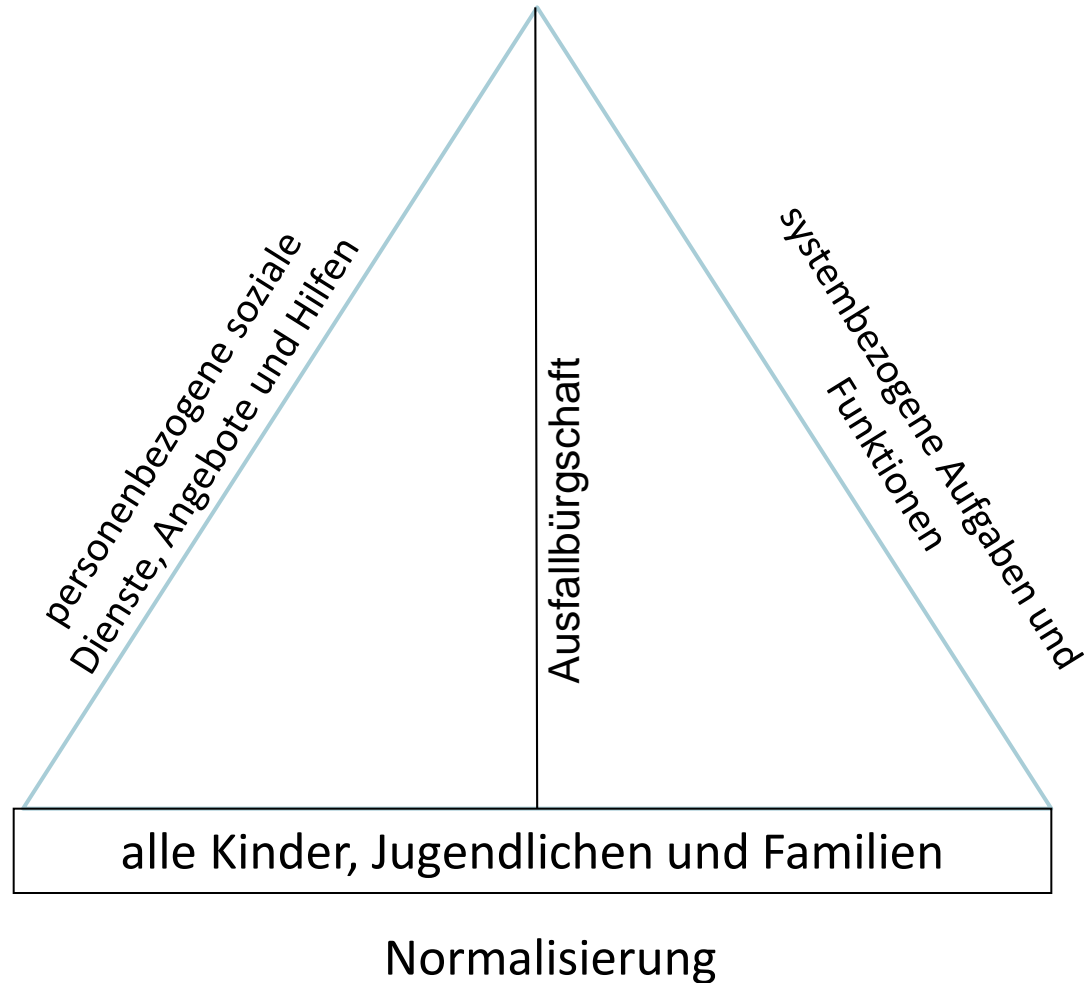 personenbezogene soziale
Dienste, Angebote und Hilfen
Ausfallbürgschaft
systembezogene Aufgaben und
Funktionen
alle Kinder, Jugendlichen und Familien
Normalisierung